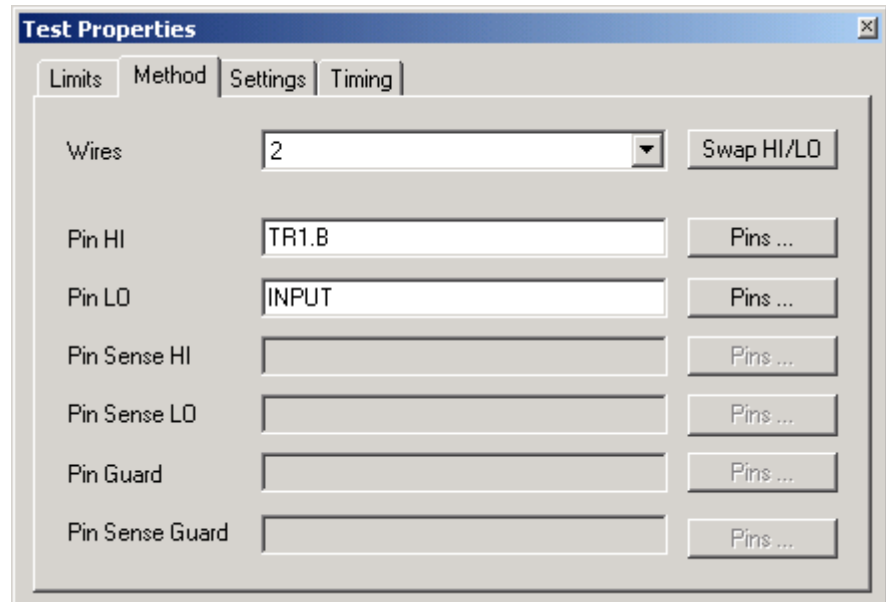 Test Properties
Limits Method Settings Timing
Wires 2 Swap HI/LO
Pin HI TR1.B Pins ...
Pin LO INPUT Pins ...
Pin Sense HI Pins ...
Pin Sense LO Pins ...
Pin Guard Pins ...
Pin Sense Guard Pins ...